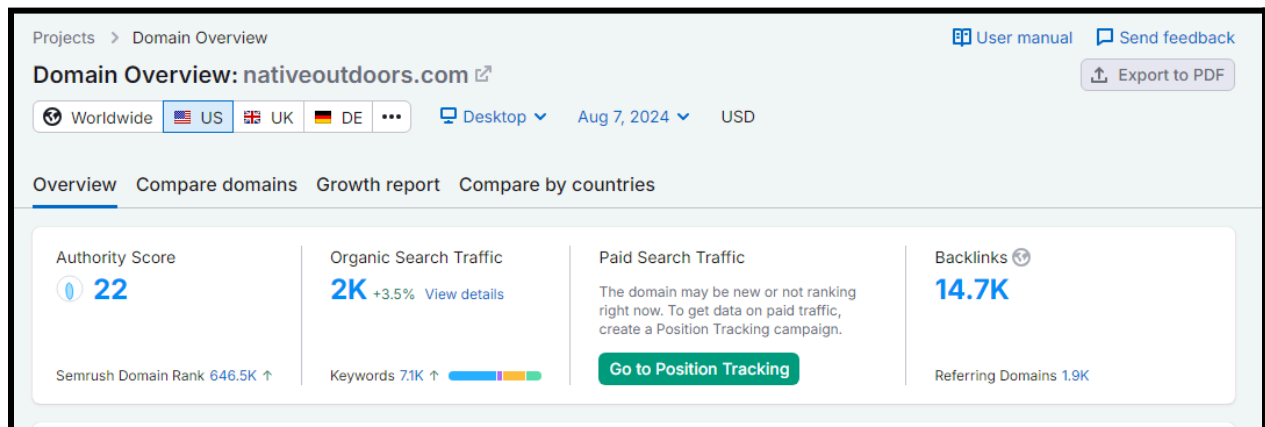 Projects > Domain Overview
User manual
Send feedback
Domain Overview: nativeoutdoors.com
Export to PDF
Worldwide US UK DE •••
Desktop
Aug 7, 2024
USD
Overview Compare domains Growth report Compare by countries
Authority Score
22
Semrush Domain Rank 646.5K ↑
Organic Search Traffic
2K +3.5% View details
Keywords 7.1K ↑
Paid Search Traffic
The domain may be new or not ranking
right now. To get data on paid traffic,
create a Position Tracking campaign.
Go to Position Tracking
Backlinks
14.7K
Referring Domains 1.9K